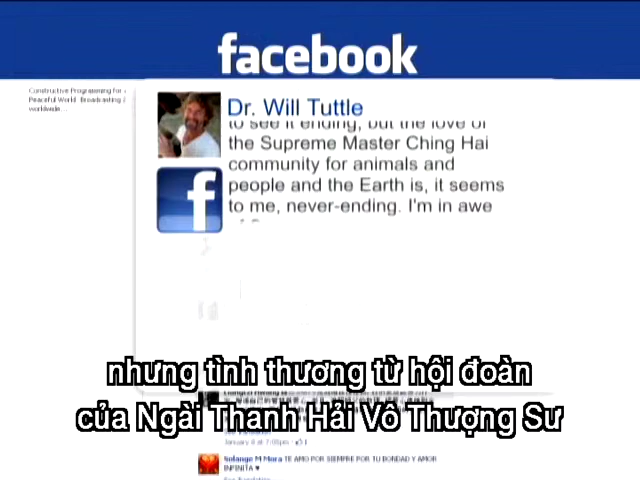 facebook
Constructive Programming for a
Peaceful World. Broadcasting
worldwide...
Dr. Will Tuttle
to see it ending, but the love of
the Supreme Master Ching Hai
community for animals and
people and the Earth is, it seems
to me, never-ending. I'm in awe
nhưng tình thương từ hội đoàn
của Ngài Thanh Hải Vô Thượng Sư
January 8 at 7:08pm
Solange M Mora TE AMO POR SIEMPRE POR TU BONDAD Y AMOR
INFINITA ♥